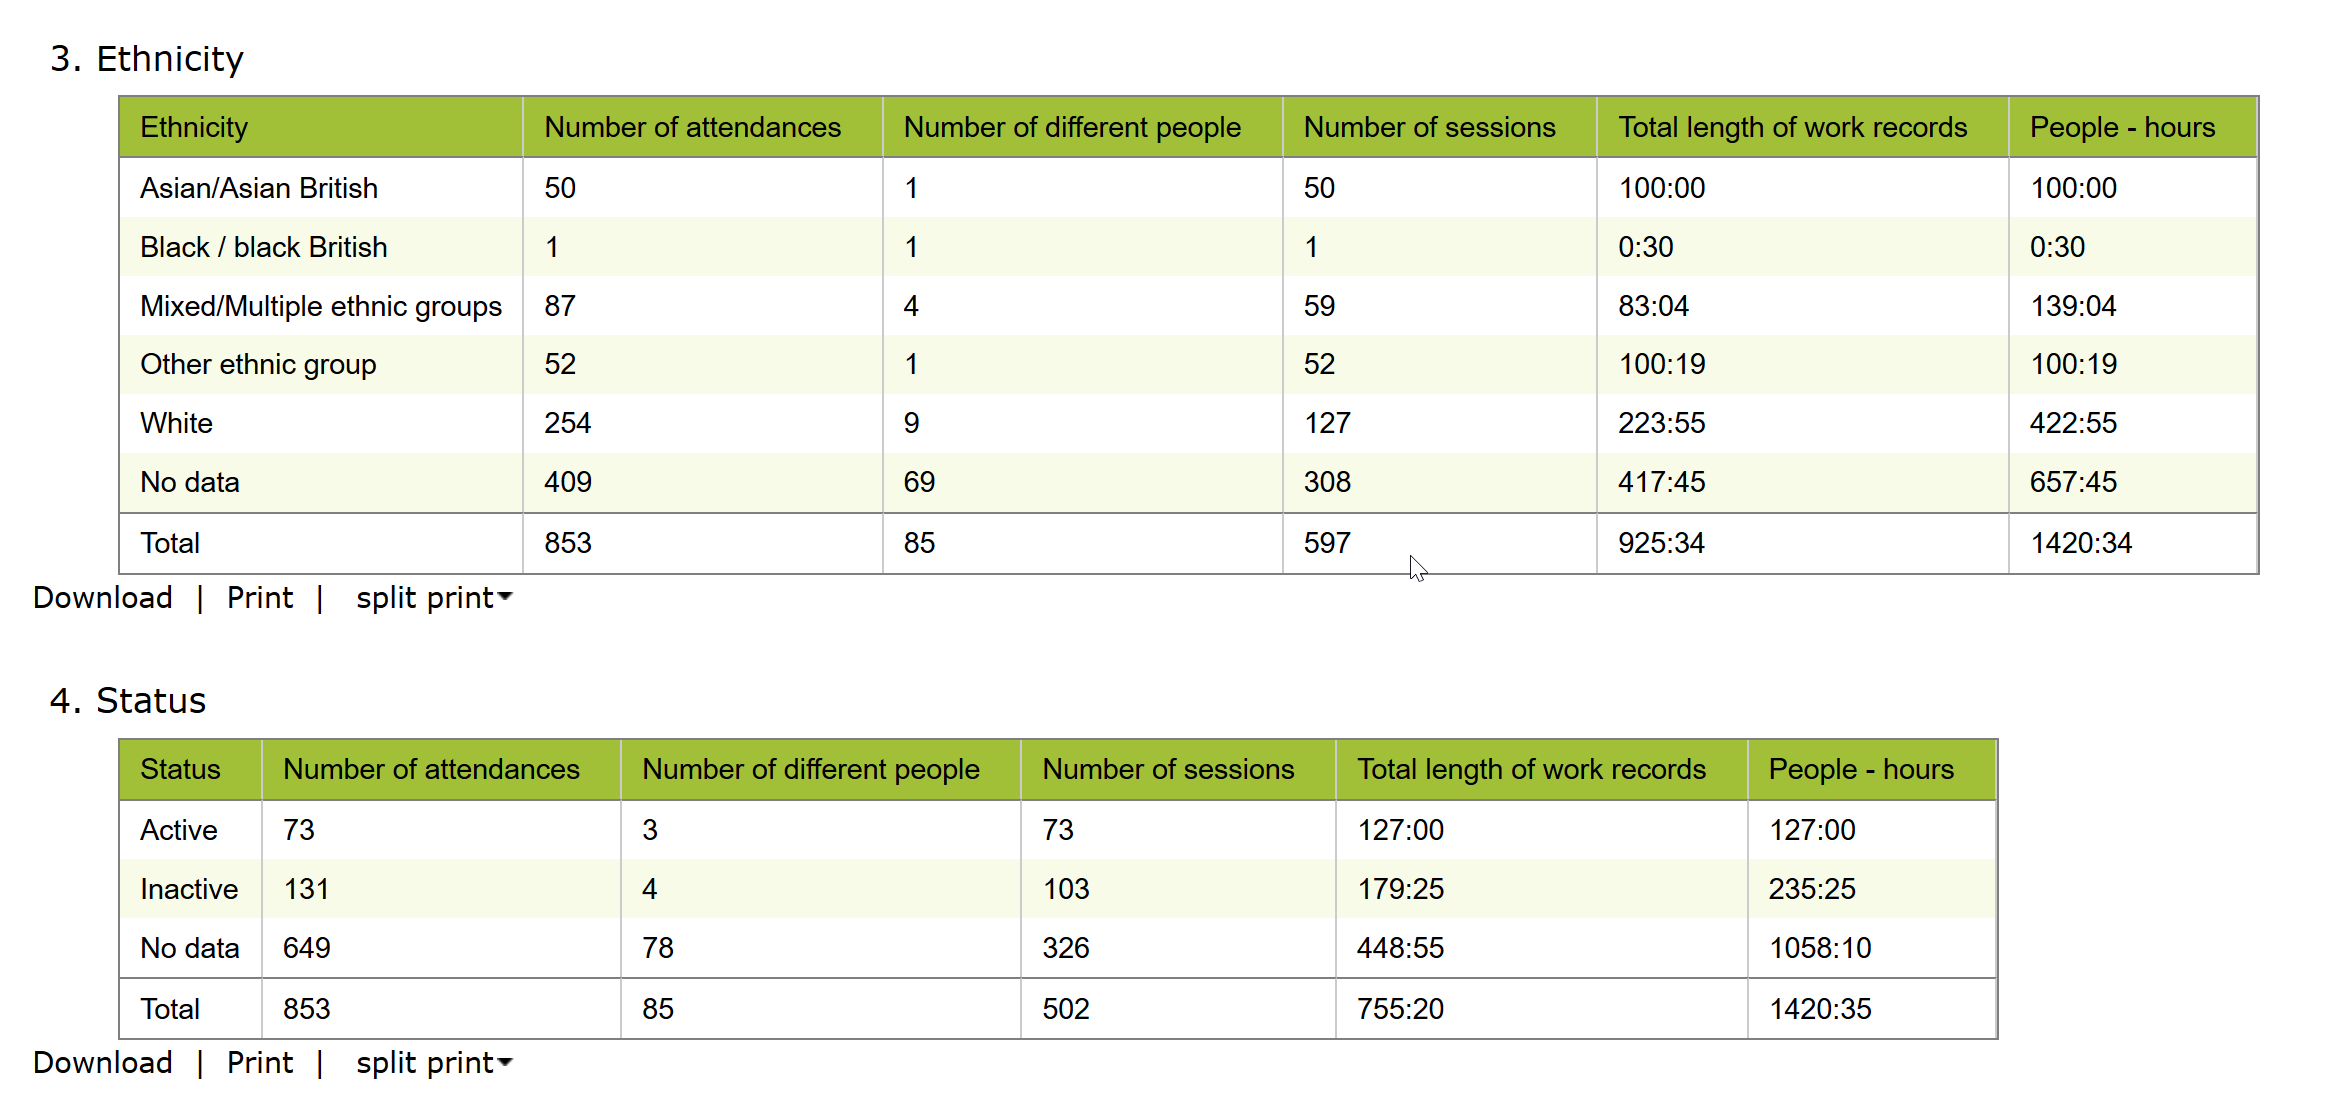 3. Ethnicity
Ethnicity Number of attendances Number of different people Number of sessions Total length of work records People - hours
Asian/Asian British 50 1 50 100:00 100:00
Black / black British 1 1 1 0:30 0:30
Mixed/Multiple ethnic groups 87 4 59 83:04 139:04
Other ethnic group 52 1 52 100:19 100:19
White 254 9 127 223:55 422:55
No data 409 69 308 417:45 657:45
Total 853 85 597 925:34 1420:34
Download | Print | split print
4. Status
Status Number of attendances Number of different people Number of sessions Total length of work records People - hours
Active 73 3 73 127:00 127:00
Inactive 131 4 103 179:25 235:25
No data 649 78 326 448:55 1058:10
Total 853 85 502 755:20 1420:35
Download | Print | split print